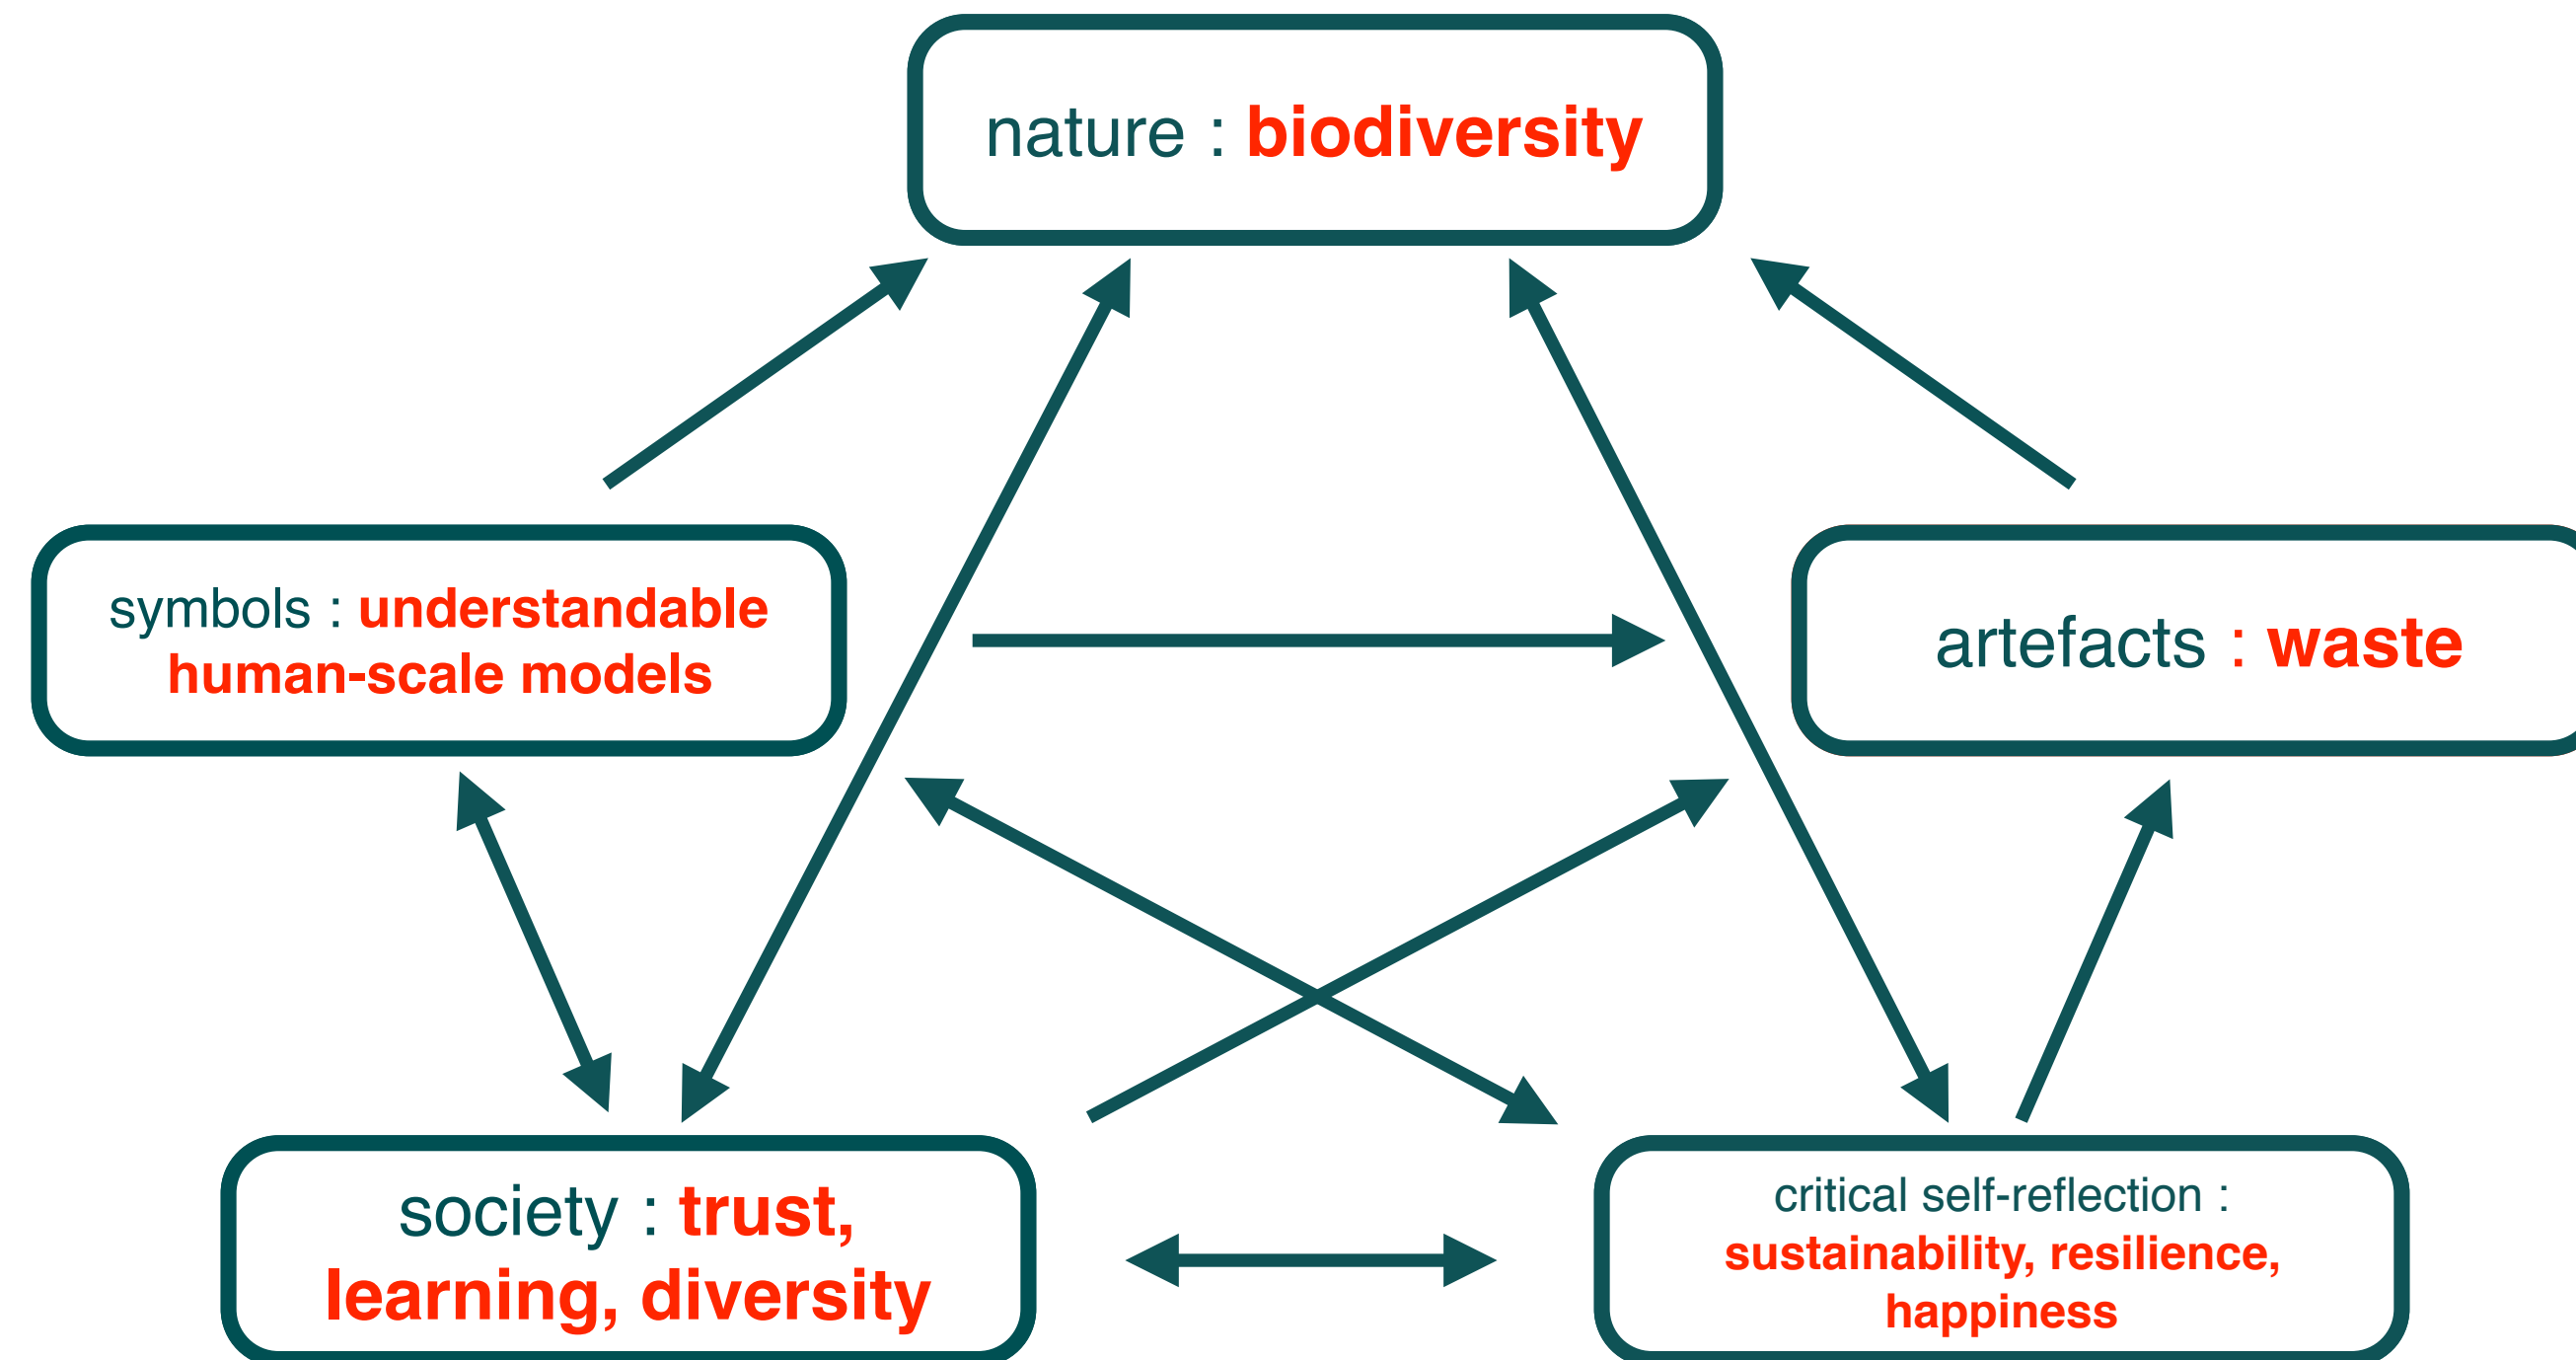 nature : biodiversity
symbols : understandable
human-scale models
artefacts : waste
society : trust,
learning, diversity
critical self-reflection :
sustainability, resilience,
happiness